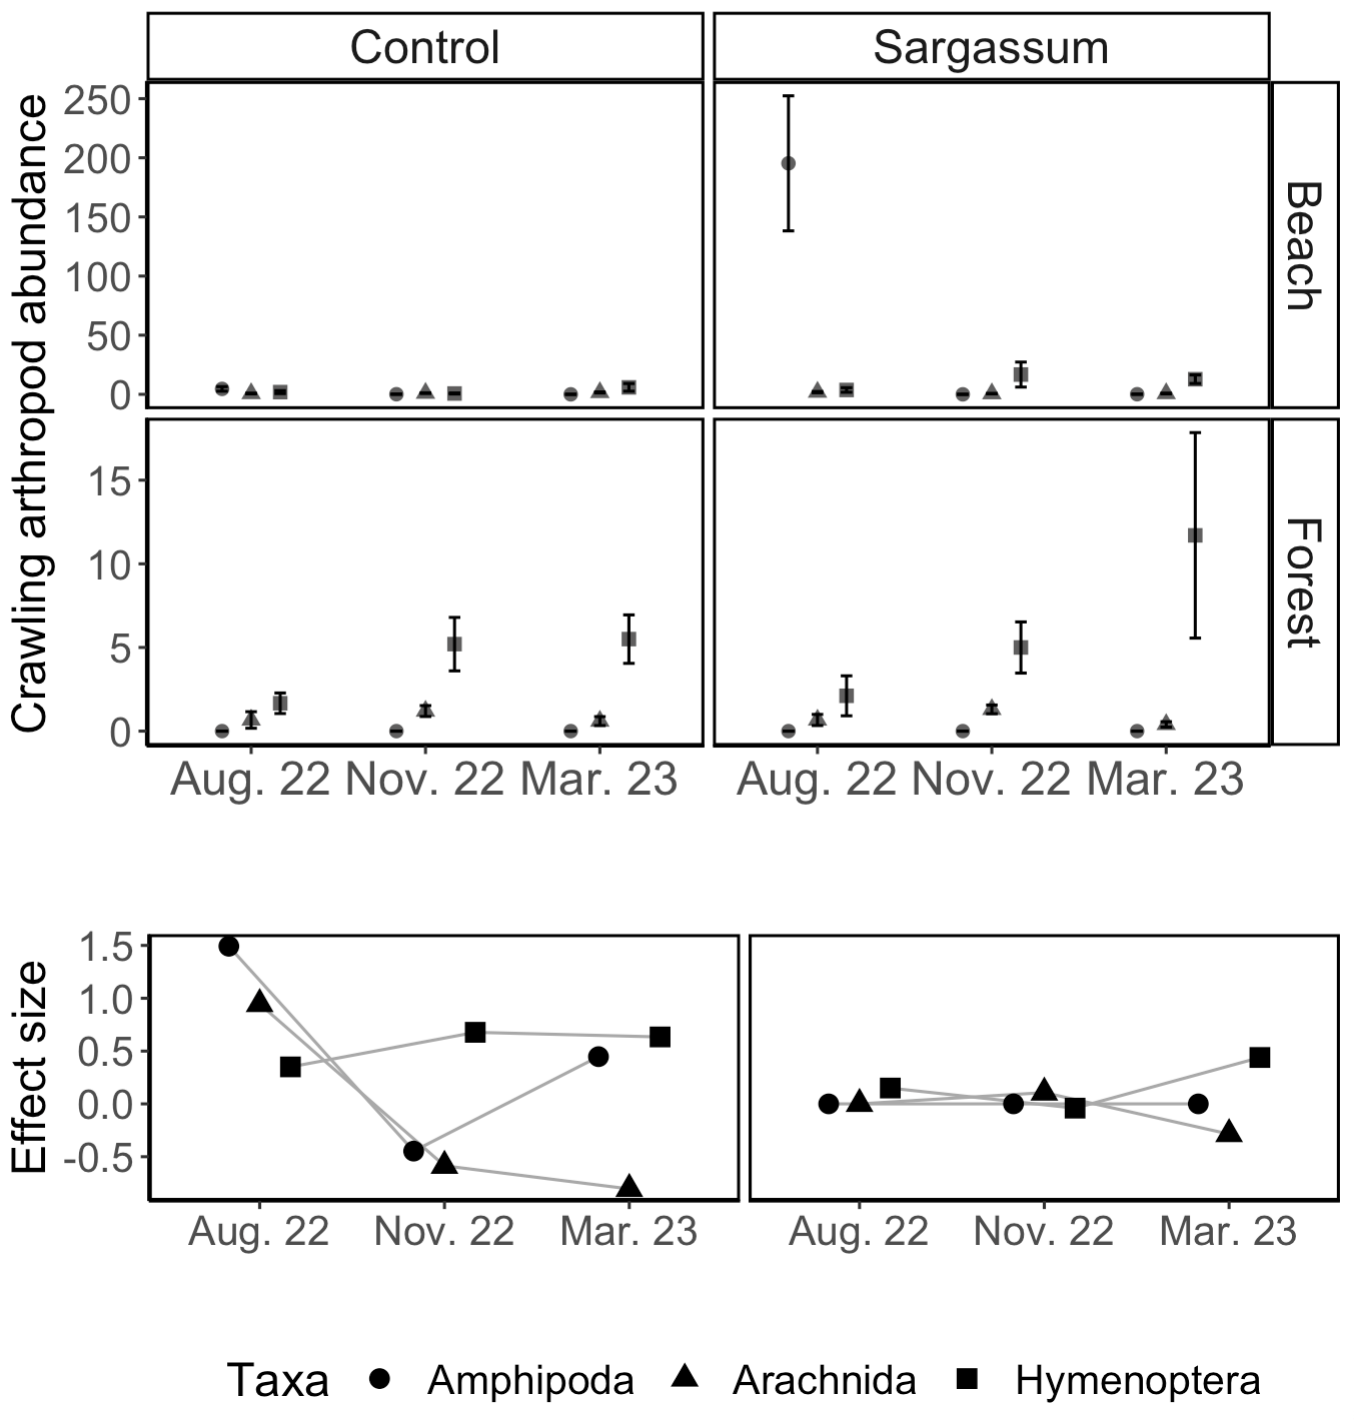 Control
Sargassum
Crawling arthropod abundance
250
200
150
100
50
0
Beach
15
10
5
0
Forest
Aug. 22 Nov. 22 Mar. 23
Aug. 22 Nov. 22 Mar. 23
Effect size
1.5
1.0
0.5
0.0
-0.5
Aug. 22 Nov. 22 Mar. 23
Aug. 22 Nov. 22 Mar. 23
Taxa Amphipoda Arachnida Hymenoptera